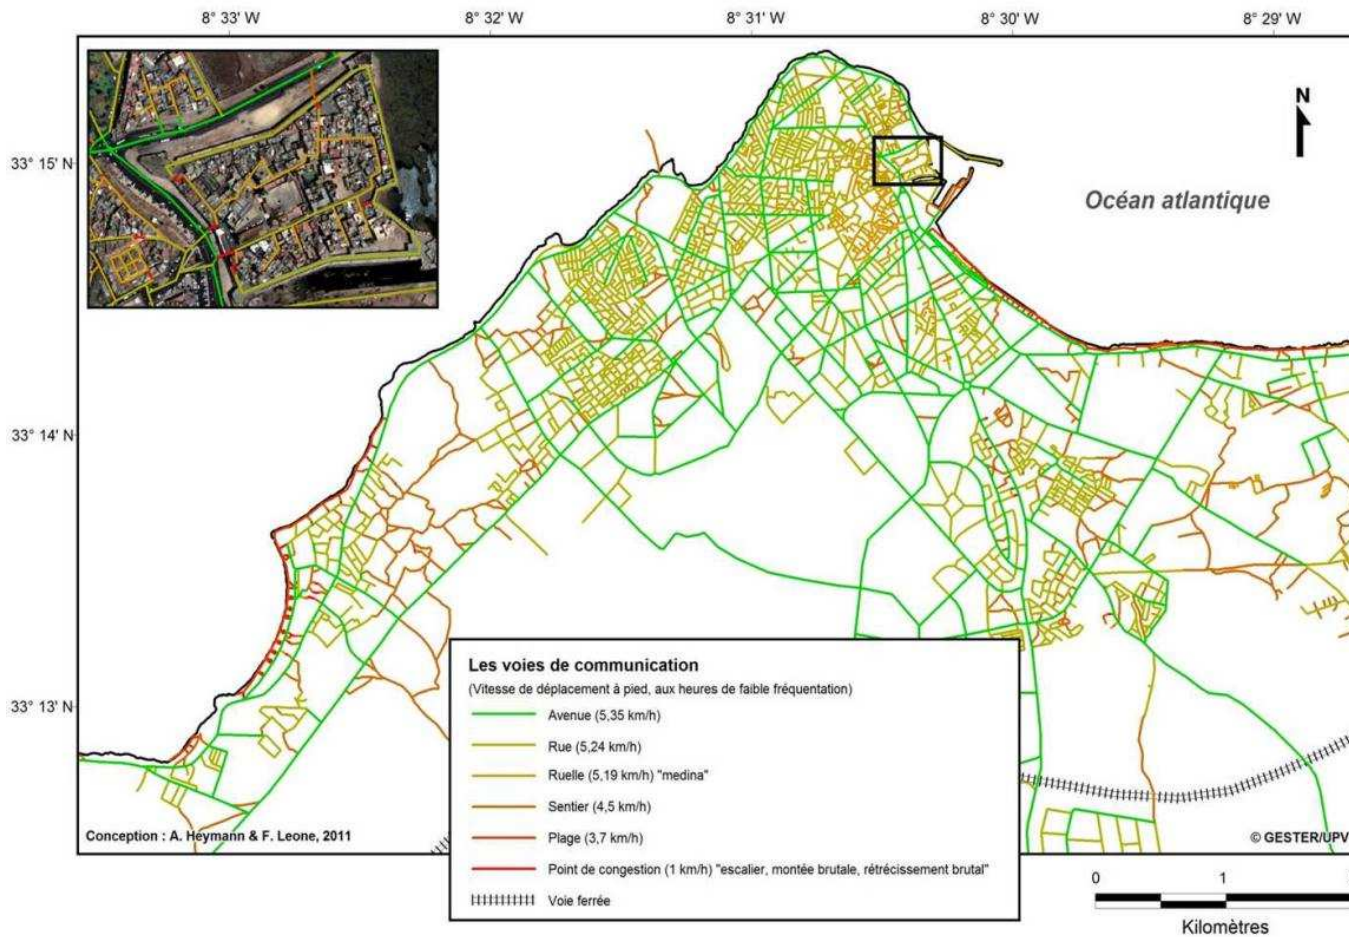 8° 33' W
8° 32' W
8° 31' W
8° 30' W
8° 29' W
N
33° 15' N
Océan atlantique
33° 14' N
33° 13' N
Les voies de communication
(Vitesse de déplacement à pied, aux heures de faible fréquentation)
Avenue (5,35 km/h)
Rue (5,24 km/h)
Ruelle (5,19 km/h) "medina"
Sentier (4,5 km/h)
Plage (3,7 km/h)
Point de congestion (1 km/h) "escalier, montée brutale, rétrécissement brutal"
Voie ferrée
Conception : A. Heymann & F. Leone, 2011
© GESTER/UPV
0
1
Kilomètres